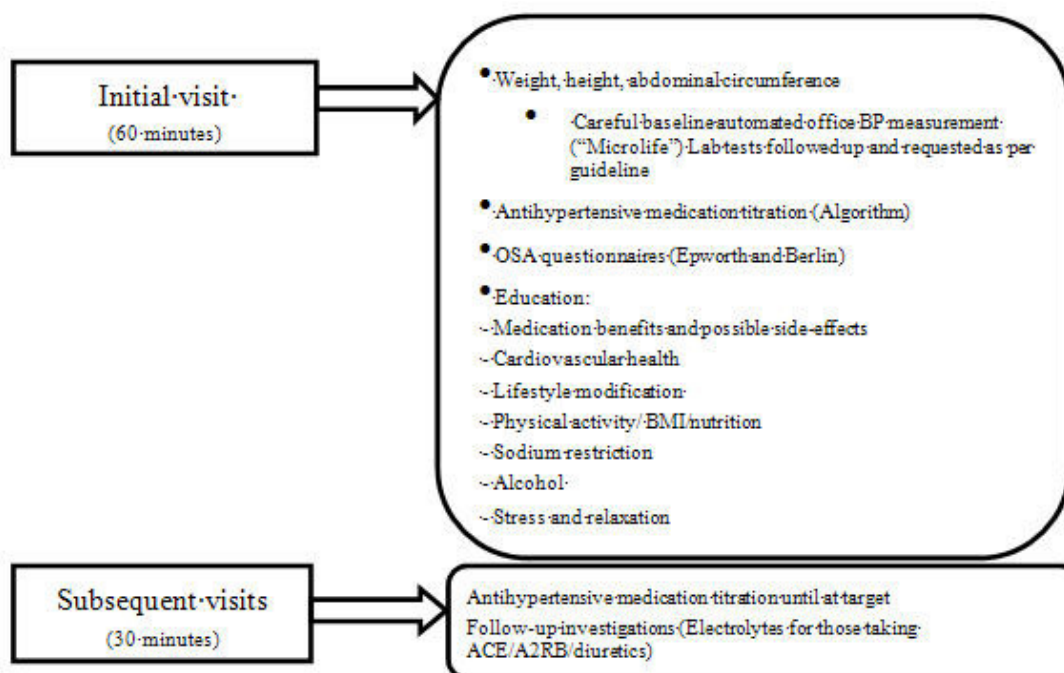 Initial visit
(60 minutes)
• Weight, height, abdominal circumference
• Careful baseline automated office BP measurement
(“Microlife”) Lab tests followed up and requested as per
guideline
• Antihypertensive medication titration (Algorithm)
• OSA questionnaires (Epworth and Berlin)
• Education:
- Medication benefits and possible side-effects
- Cardiovascular health
- Lifestyle modification
- Physical activity/ BMI/nutrition
- Sodium restriction
- Alcohol
- Stress and relaxation
Subsequent visits
(30 minutes)
Antihypertensive medication titration until at target
Follow-up investigations (Electrolytes for those taking
ACE/A2RB/diuretics)